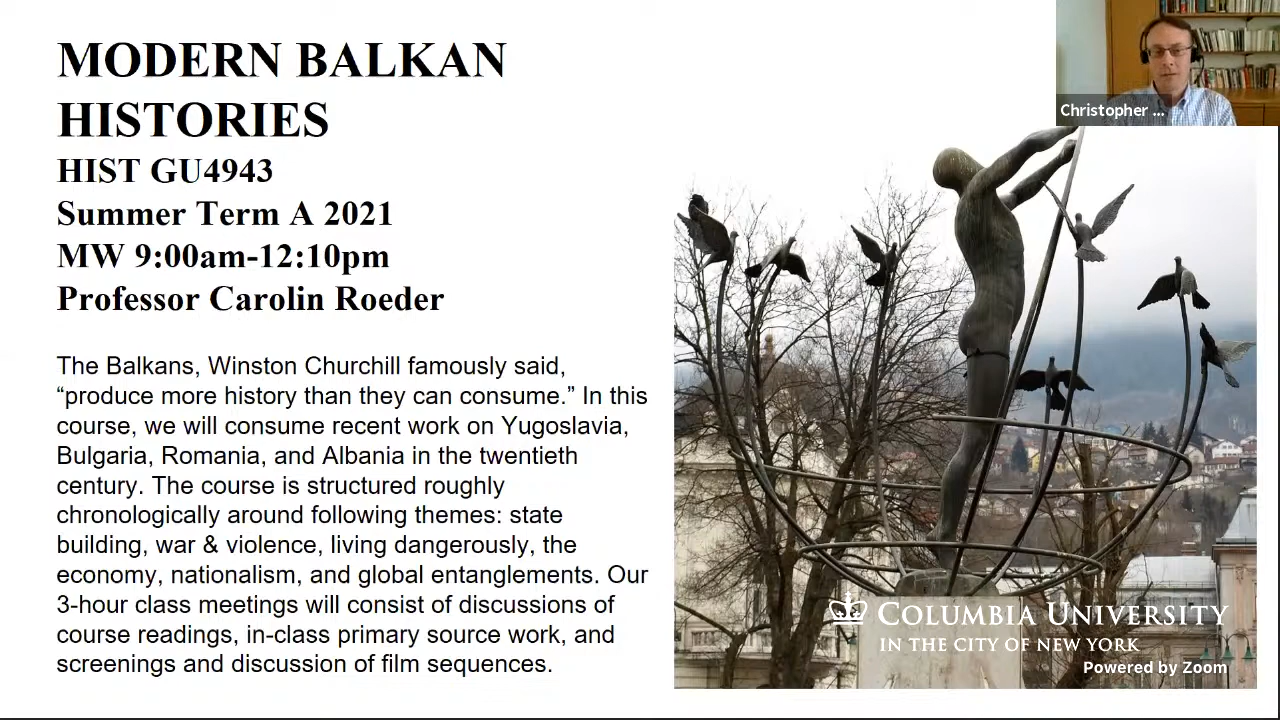 MODERN BALKAN
HISTORIES
HIST GU4943
Summer Term A 2021
MW 9:00am-12:10pm
Professor Carolin Roeder
The Balkans, Winston Churchill famously said,
“produce more history than they can consume.” In this
course, we will consume recent work on Yugoslavia,
Bulgaria, Romania, and Albania in the twentieth
century. The course is structured roughly
chronologically around following themes: state
building, war & violence, living dangerously, the
economy, nationalism, and global entanglements. Our
3-hour class meetings will consist of discussions of
course readings, in-class primary source work, and
screenings and discussion of film sequences.
Christopher ...
COLUMBIA UNIVERSITY
IN THE CITY OF NEW YORK
Powered by Zoom